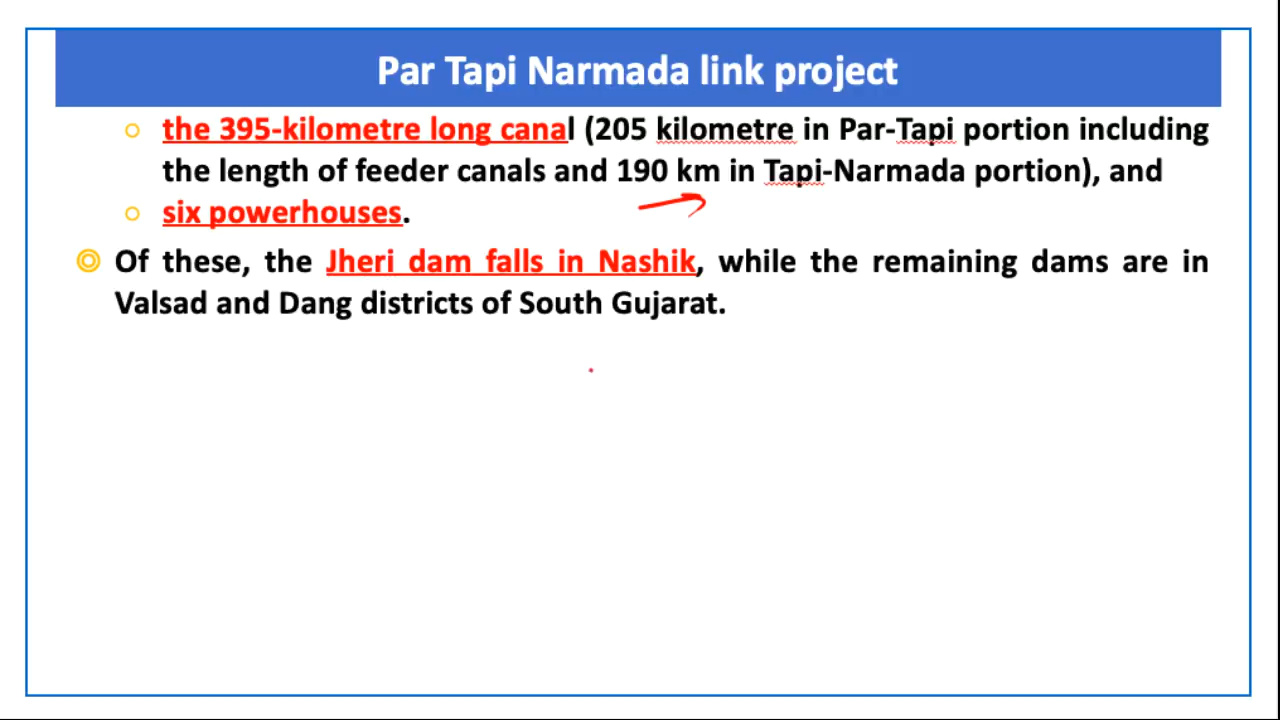 Par Tapi Narmada link project
the 395-kilometre long canal (205 kilometre in Par-Tapi portion including
the length of feeder canals and 190 km in Tapi-Narmada portion), and
six powerhouses.
Of these, the Jheri dam falls in Nashik, while the remaining dams are in
Valsad and Dang districts of South Gujarat.